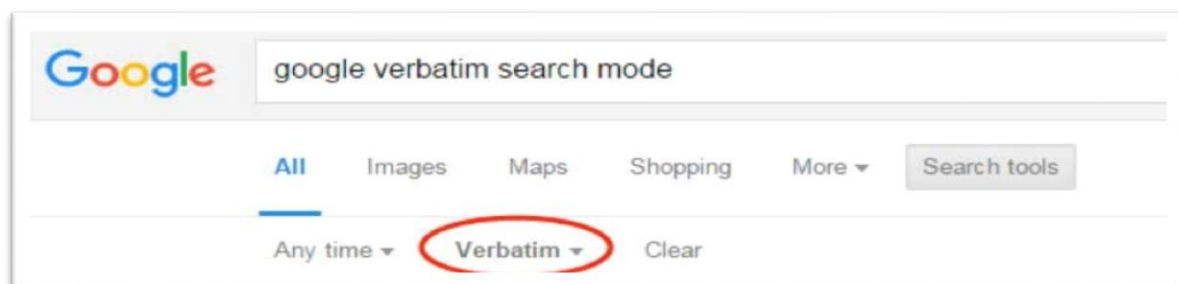 Google google verbatim search mode
All Images Maps Shopping More Search tools
Any time Verbatim Clear